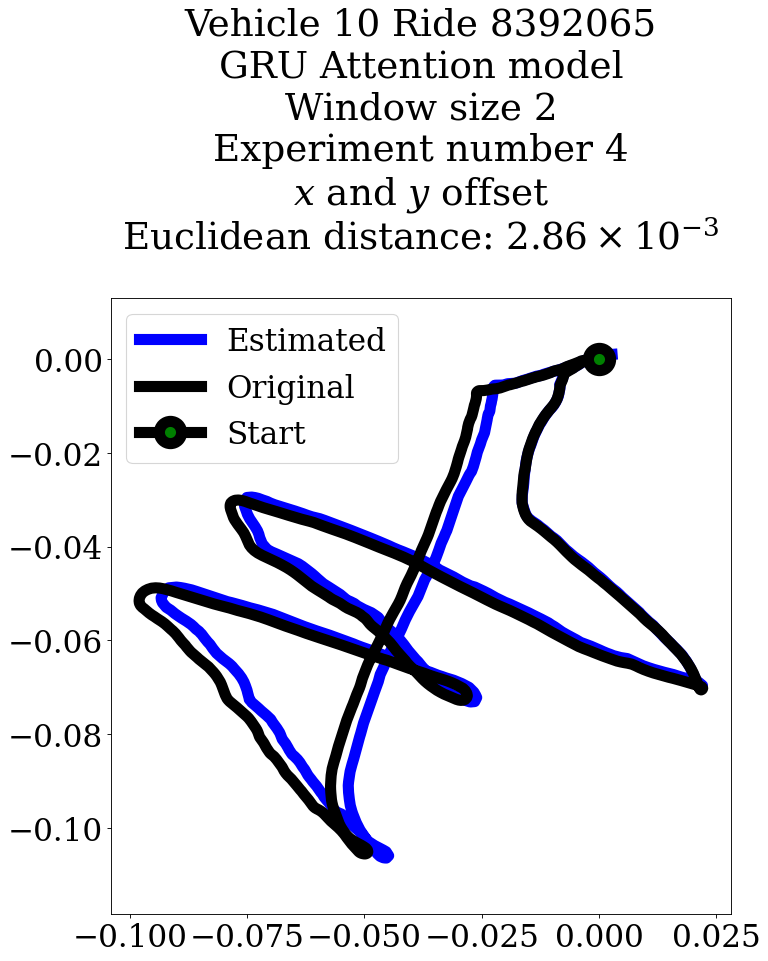 Vehicle 10 Ride 8392065
GRU Attention model
Window size 2
Experiment number 4
x and y offset
Euclidean distance: 2.86 × 10⁻³
Estimated
Original
Start
0.00
−0.02
−0.04
−0.06
−0.08
−0.10
−0.100 −0.075 −0.050 −0.025 0.000 0.025